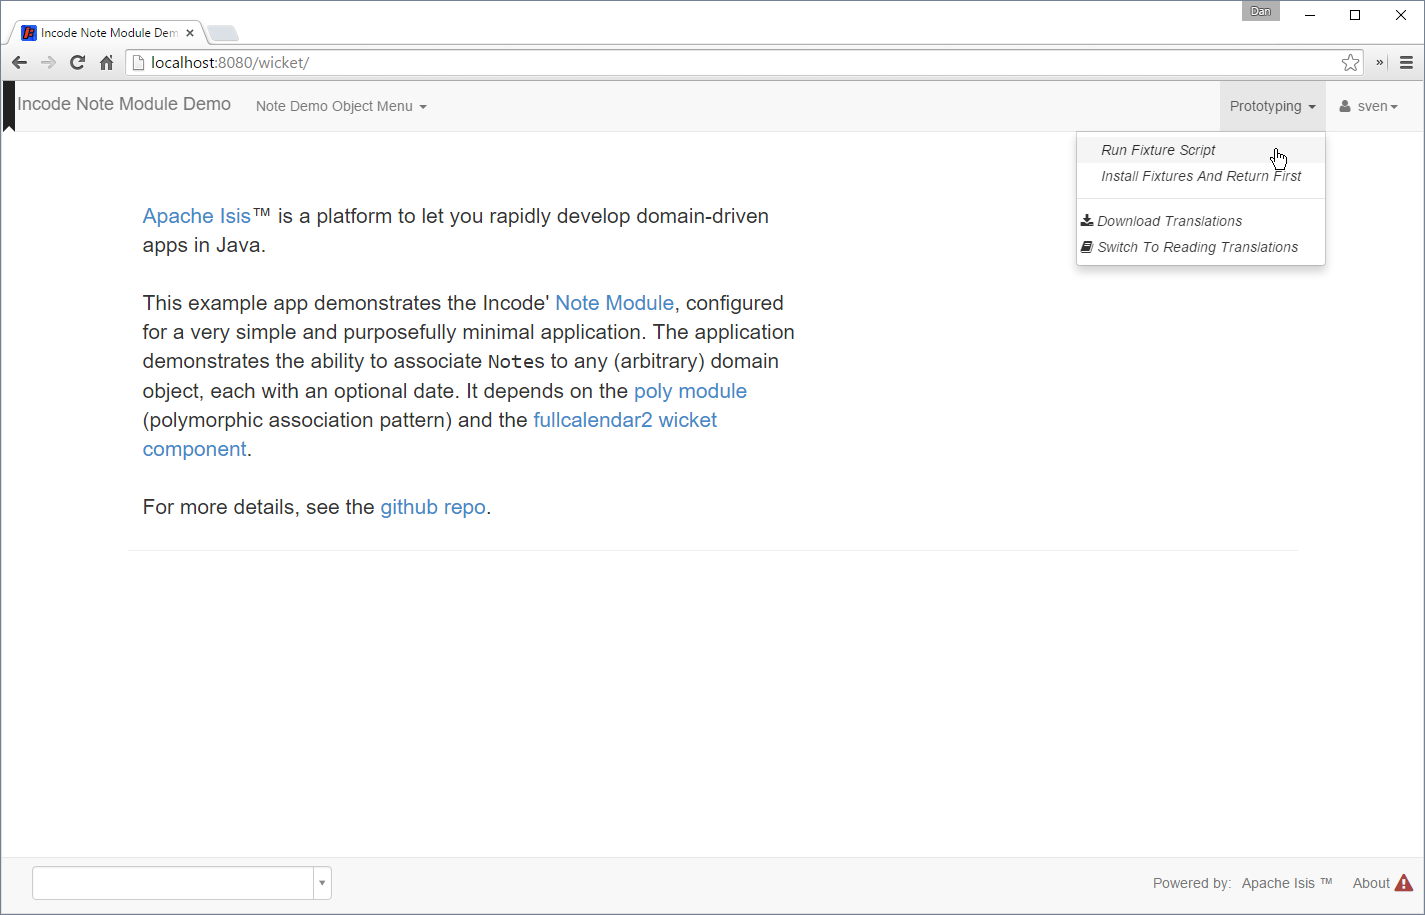 Dan
Incode Note Module Dem
localhost:8080/wicket/
Incode Note Module Demo Note Demo Object Menu Prototyping sven
Run Fixture Script
Install Fixtures And Return First
Download Translations
Switch To Reading Translations
Apache Isis™ is a platform to let you rapidly develop domain-driven
apps in Java.
This example app demonstrates the Incode' Note Module, configured
for a very simple and purposefully minimal application. The application
demonstrates the ability to associate Notes to any (arbitrary) domain
object, each with an optional date. It depends on the poly module
(polymorphic association pattern) and the fullcalendar2 wicket
component.
For more details, see the github repo.
Powered by: Apache Isis ™ About